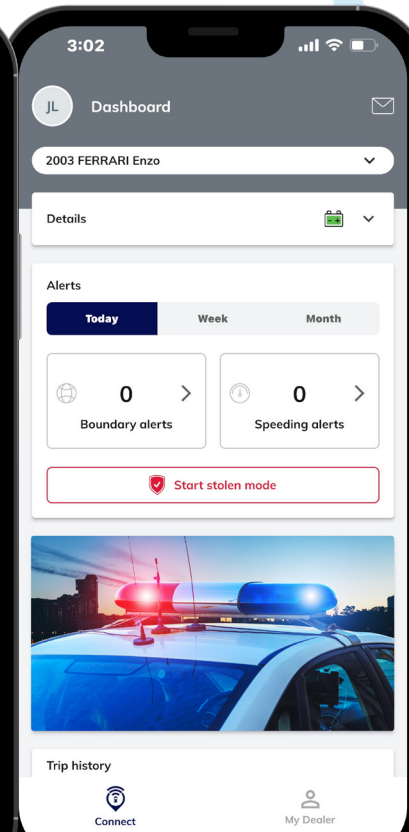 3:02
JL
Dashboard
2003 FERRARI Enzo
Details
Alerts
Today
Week
Month
0
0
Boundary alerts
Speeding alerts
Start stolen mode
Trip history
Connect
My Dealer